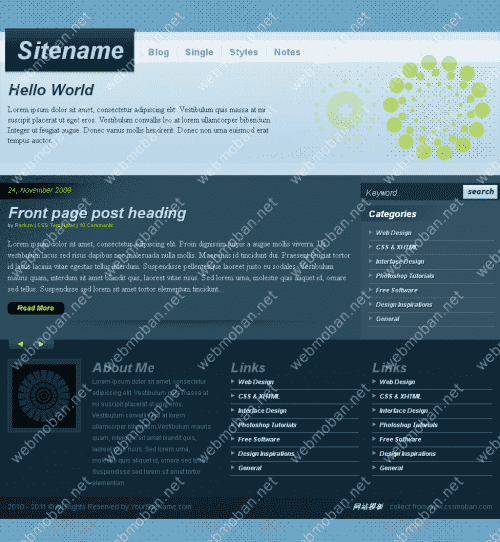 Sitename
Blog
Single
Styles
Notes
Hello World
Lorem ipsum dolor sit amet, consectetur adipiscing elit. Vestibulum quis massa at mi
suscipit placerat ut eget eros. Vestibulum convallis leo at lorem ullamcorper bibendum
Integer ut feugiat augue. Donec varius mollis hendrerit. Donec non urna euismod erat
tempus auctor.
24, November 2009
Keyword..
search
Front page post heading
Categories
Lorem ipsum dolor sit amet, consectetur adipiscing elit. Proin dignissim turpis a augue mollis viverra.
vestibulum lacus sed risus dapibus nec malesuada nulla mollis. Maecenas id tincidunt dui. Praesent feugiat tortor
id lacus lacinia vitae egestas tellus interdum. Suspendisse pellentesque laoreet justo eu sodales. Vestibulum
mauris quam, interdum sit amet blandit quis, laoreet vitae risus. Sed lorem urna, molestie quis aliquet id, ornare
sed tellus. Suspendisse sed lorem sit amet tortor elementum tincidunt.
Read More
Web Design
CSS & XHTML
Interface Design
Photoshop Tutorials
Free Software
Design Inspirations
General
About Me
Lorem ipsum dolor sit amet, consectetur
adipiscing elit. Vestibulum quis massa at
mi suscipit placerat ut eget eros.
Vestibulum convallis leo at lorem
ullamcorper bibendum. Vestibulum mauris
quam, interdum sit amet blandit quis,
laoreet vitae risus. Sed lorem urna,
molestie quis aliquet id, ornare sed tellus.
Suspendisse sed lorem sit amet tortor
elementum
Links
Web Design
CSS & XHTML
Interface Design
Photoshop Tutorials
Free Software
Design Inspirations
General
Links
Web Design
CSS & XHTML
Interface Design
Photoshop Tutorials
Free Software
Design Inspirations
General
2010 - 2011 © All Rights Reserved by YourSiteName.com
网站模板 collect from
webmoban.net